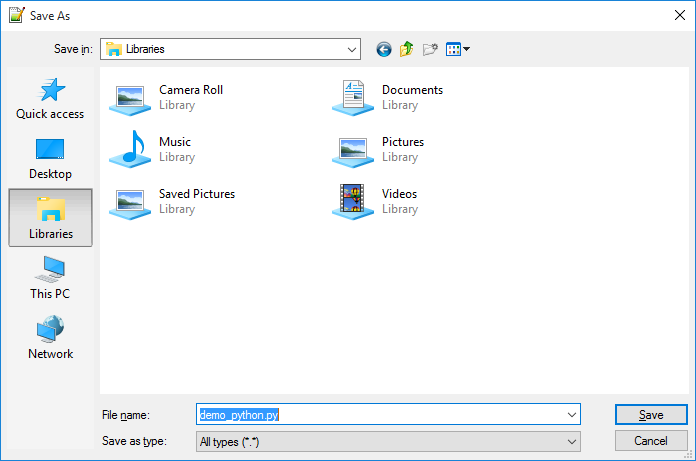 Save As
Save in: Libraries
Quick access
Desktop
Libraries
This PC
Network
Camera Roll
Library
Documents
Library
Music
Library
Pictures
Library
Saved Pictures
Library
Videos
Library
File name: demo_python.py Save
Save as type: All types (*.*) Cancel